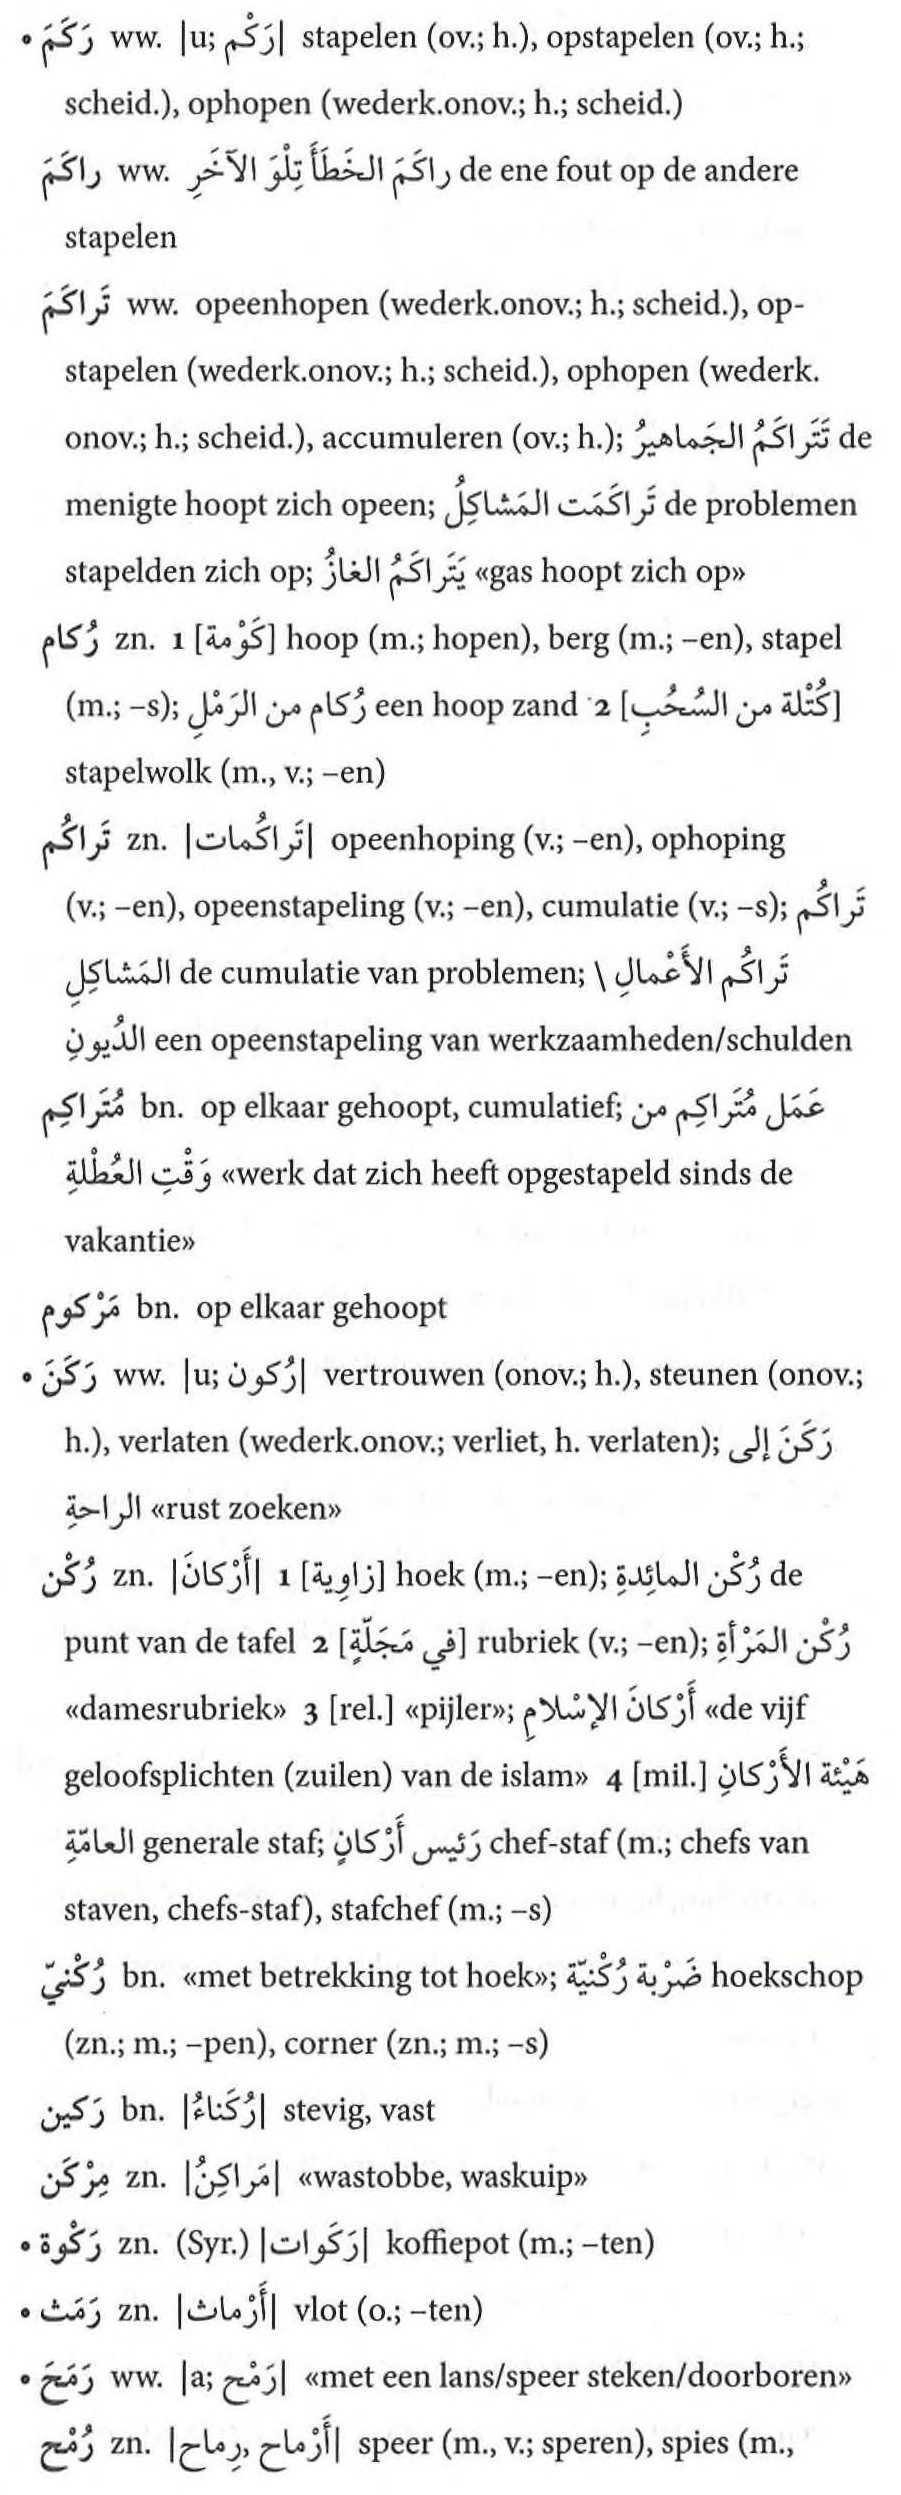 • رَكَمَ ww. |u; رَكْم| stapelen (ov.; h.), opstapelen (ov.; h.;
scheid.), ophopen (wederk.onov.; h.; scheid.)
راكَمَ ww. راكَمَ الخَطَأَ تِلْوَ الآخَرِ de ene fout op de andere
stapelen
تَراكَمَ ww. opeenhopen (wederk.onov.; h.; scheid.), op-
stapelen (wederk.onov.; h.; scheid.), ophopen (wederk.
onov.; h.; scheid.), accumuleren (ov.; h.); تَتَراكَمُ الجَماهيرُ de
menigte hoopt zich opeen; تَراكَمَت المَشاكِلُ de problemen
stapelden zich op; يَتَراكَمُ الغازُ «gas hoopt zich op»
رُكام zn. 1 [كَوْمة] hoop (m.; hopen), berg (m.; –en), stapel
(m.; –s); رُكام من الرَمْلِ een hoop zand 2 [كُتْلة من السُحُبِ]
stapelwolk (m., v.; –en)
تَراكُم zn. |تَراكُمات| opeenhoping (v.; –en), ophoping
(v.; –en), opeenstapeling (v.; –en), cumulatie (v.; –s); تَراكُم
المَشاكِلِ de cumulatie van problemen; تَراكُم الأَعْمالِ \
الدُيونِ een opeenstapeling van werkzaamheden/schulden
مُتَراكِم bn. op elkaar gehoopt, cumulatief; عَمَل مُتَراكِم من
وَقْتِ العُطْلةِ «werk dat zich heeft opgestapeld sinds de
vakantie»
مَرْكوم bn. op elkaar gehoopt
• رَكَنَ ww. |u; رُكون| vertrouwen (onov.; h.), steunen (onov.;
h.), verlaten (wederk.onov.; verliet, h. verlaten); رَكَنَ إلى
الراحةِ «rust zoeken»
رُكْن zn. |أَرْكانَ| 1 [زاوِية] hoek (m.; –en); رُكْن المائِدةِ de
punt van de tafel 2 [في مَجَلّةٍ] rubriek (v.; –en); رُكْن المَرْأةِ
«damesrubriek» 3 [rel.] «pijler»; أَرْكانَ الإسْلامِ «de vijf
geloofsplichten (zuilen) van de islam» 4 [mil.] هَيْئة الأَرْكانِ
العامّةِ generale staf; رَئيس أَرْكانٍ chef-staf (m.; chefs van
staven, chefs-staf), stafchef (m.; –s)
رُكْنيّ bn. «met betrekking tot hoek»; ضَرْبة رُكْنيّة hoekschop
(zn.; m.; –pen), corner (zn.; m.; –s)
رَكين bn. |رُكَناءُ| stevig, vast
مِرْكَن zn. |مَراكِنُ| «wastobbe, waskuip»
• رَكْوة zn. (Syr.) |رَكَوات| koffiepot (m.; –ten)
• رَمَث zn. |أَرْماث| vlot (o.; –ten)
• رَمَحَ ww. |a; رَمْح| «met een lans/speer steken/doorboren»
رُمْح zn. |أَرْماح ,رِماح| speer (m., v.; speren), spies (m.,